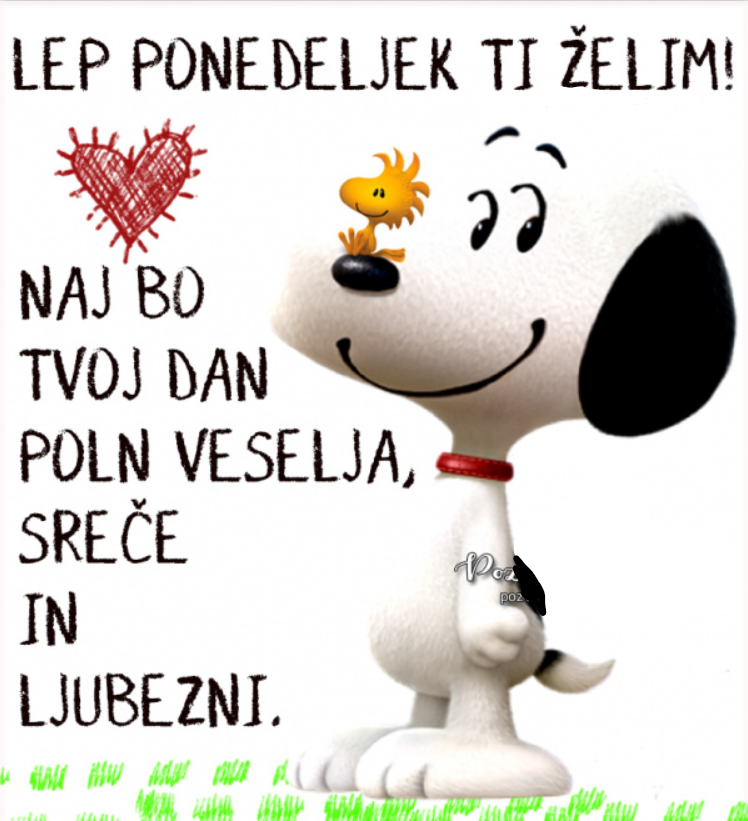 LEP PONEDELJEK TI ŽELIM!
NAJ BO
TVOJ DAN
POLN VESELJA,
SREČE
IN
LJUBEZNI.